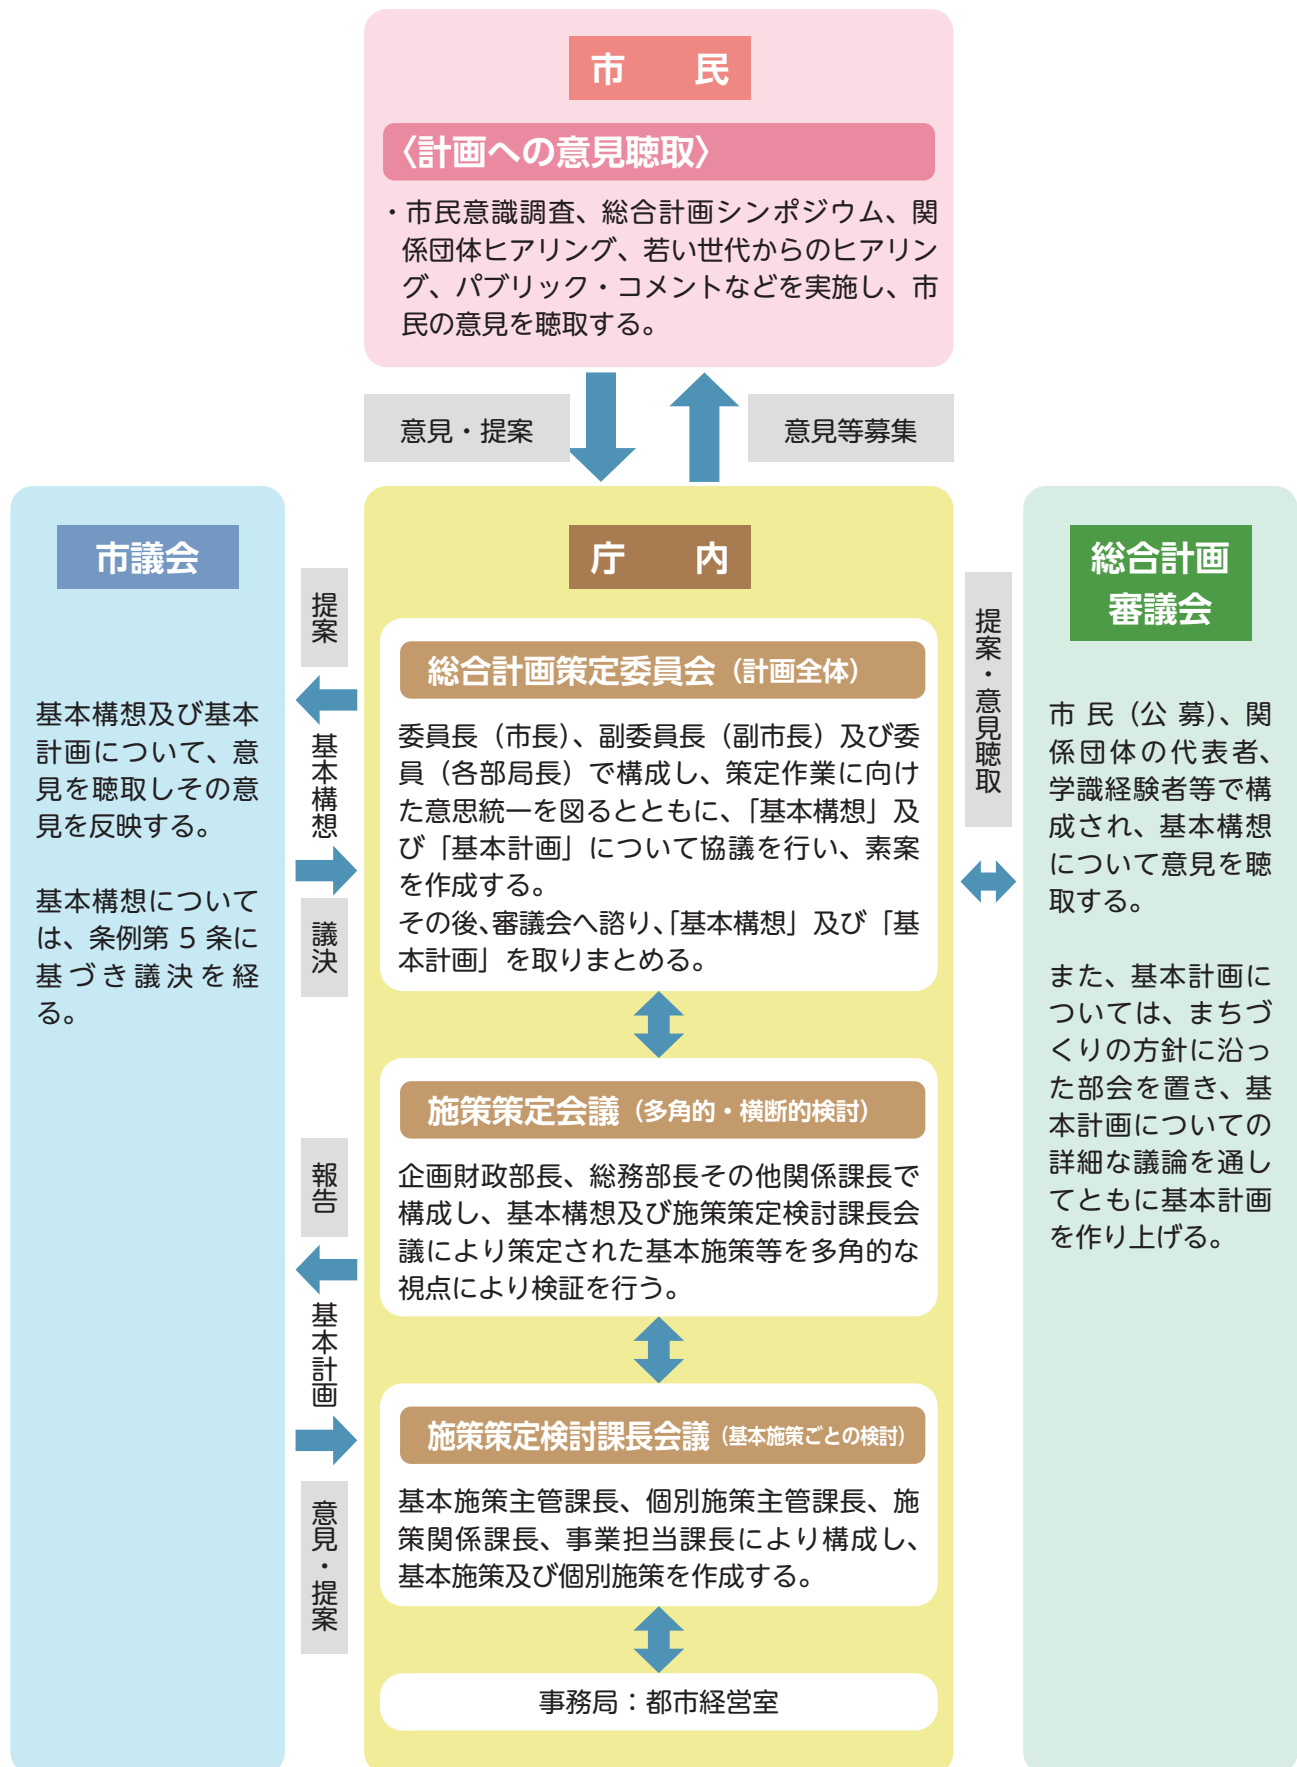 市　民
〈計画への意見聴取〉
・市民意識調査、総合計画シンポジウム、関
係団体ヒアリング、若い世代からのヒアリン
グ、パブリック・コメントなどを実施し、市
民の意見を聴取する。
意見・提案
意見等募集
市議会
基本構想及び基本
計画について、意
見を聴取しその意
見を反映する。
基本構想について
は、条例第 5 条に
基づき議決を経
る。
提案
基本構想
議決
報告
基本計画
意見・提案
庁　内
総合計画策定委員会（計画全体）
委員長（市長）、副委員長（副市長）及び委
員（各部局長）で構成し、策定作業に向け
た意思統一を図るとともに、「基本構想」及
び「基本計画」について協議を行い、素案
を作成する。
その後、審議会へ諮り、「基本構想」及び「基
本計画」を取りまとめる。
施策策定会議（多角的・横断的検討）
企画財政部長、総務部長その他関係課長で
構成し、基本構想及び施策策定検討課長会
議により策定された基本施策等を多角的な
視点により検証を行う。
施策策定検討課長会議（基本施策ごとの検討）
基本施策主管課長、個別施策主管課長、施
策関係課長、事業担当課長により構成し、
基本施策及び個別施策を作成する。
事務局：都市経営室
提案・意見聴取
総合計画
審議会
市民（公募）、関
係団体の代表者、
学識経験者等で構
成され、基本構想
について意見を聴
取する。
また、基本計画に
ついては、まちづ
くりの方針に沿っ
た部会を置き、基
本計画についての
詳細な議論を通し
てともに基本計画
を作り上げる。